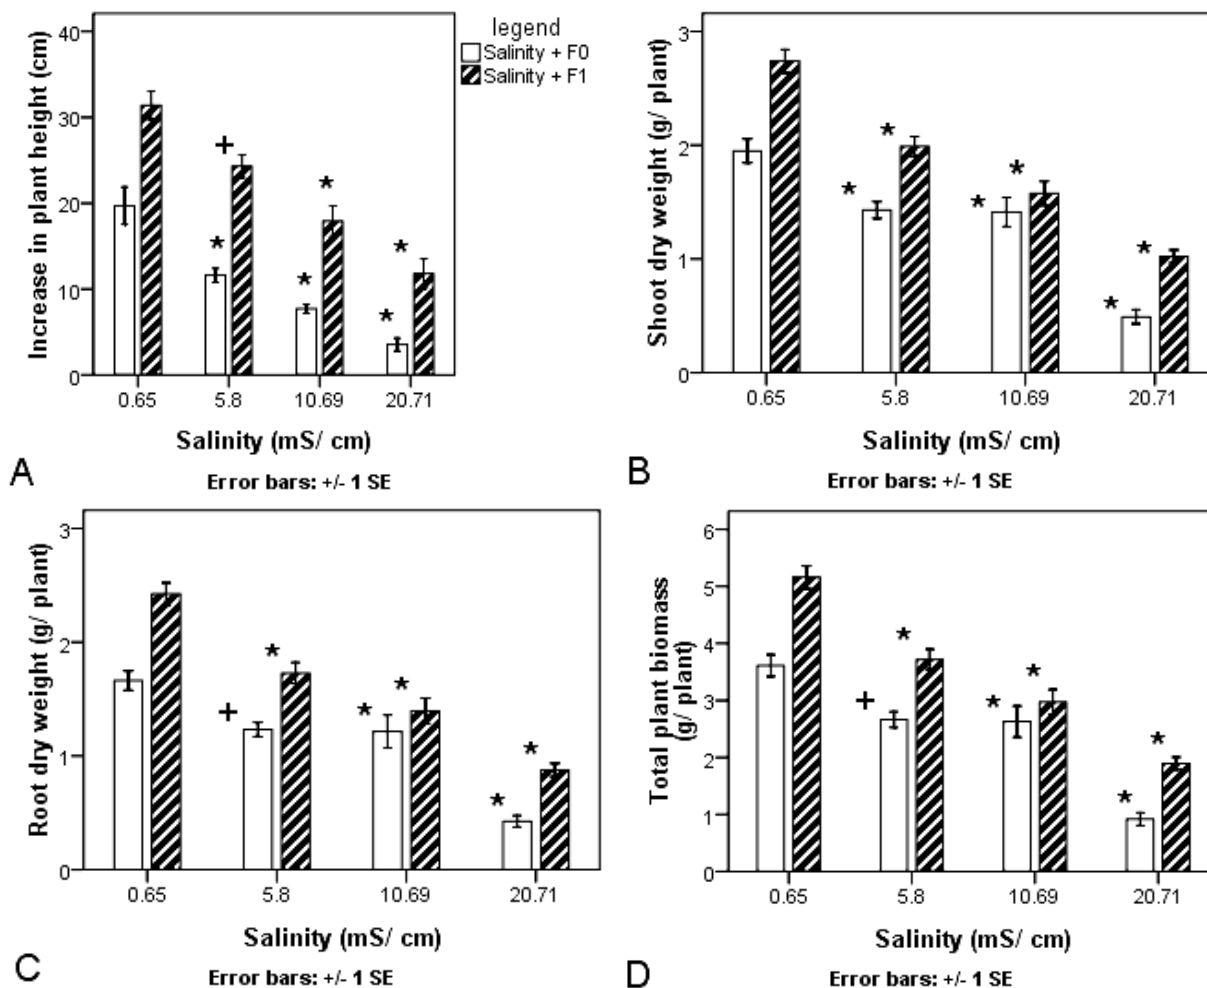 legend
Salinity + F0
Salinity + F1
Increase in plant height (cm)
40
30
20
10
0
+
*
*
*
*
*
0.65 5.8 10.69 20.71
Salinity (mS/ cm)
A
Error bars: +/- 1 SE
Shoot dry weight (g/ plant)
3
2
1
0
*
*
*
*
*
*
0.65 5.8 10.69 20.71
Salinity (mS/ cm)
B
Error bars: +/- 1 SE
Root dry weight (g/ plant)
3
2
1
0
*
+
*
*
*
*
0.65 5.8 10.69 20.71
Salinity (mS/ cm)
C
Error bars: +/- 1 SE
Total plant biomass
(g/ plant)
6
5
4
3
2
1
0
*
+
*
*
*
*
0.65 5.8 10.69 20.71
Salinity (mS/ cm)
D
Error bars: +/- 1 SE